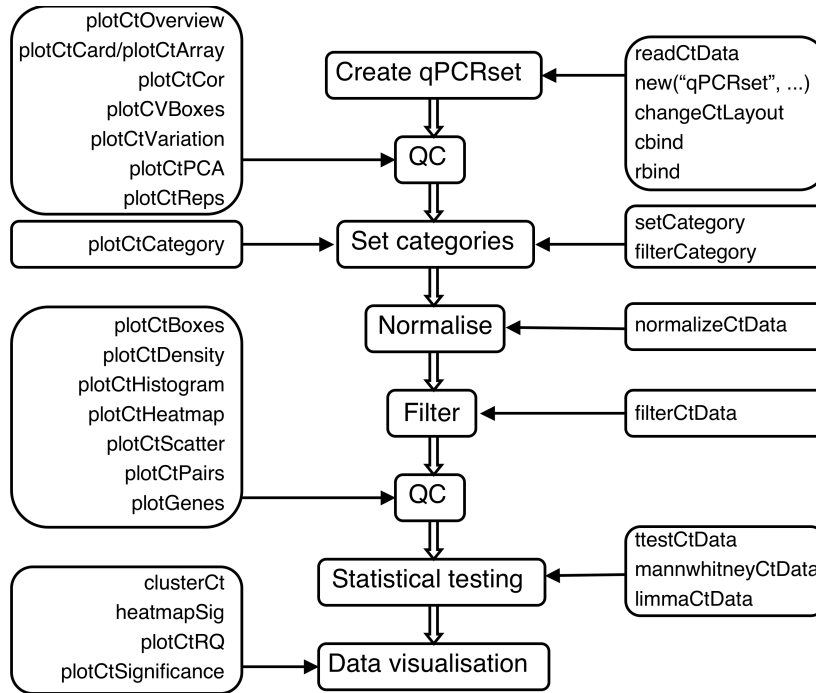 plotCtOverview
plotCtCard/plotCtArray
plotCtCor
plotCVBoxes
plotCtVariation
plotCtPCA
plotCtReps
plotCtCategory
plotCtBoxes
plotCtDensity
plotCtHistogram
plotCtHeatmap
plotCtScatter
plotCtPairs
plotGenes
clusterCt
heatmapSig
plotCtRQ
plotCtSignificance
Create qPCRset
QC
Set categories
Normalise
Filter
QC
Statistical testing
Data visualisation
readCtData
new(“qPCRset”, ...)
changeCtLayout
cbind
rbind
setCategory
filterCategory
normalizeCtData
filterCtData
ttestCtData
mannwhitneyCtData
limmaCtData